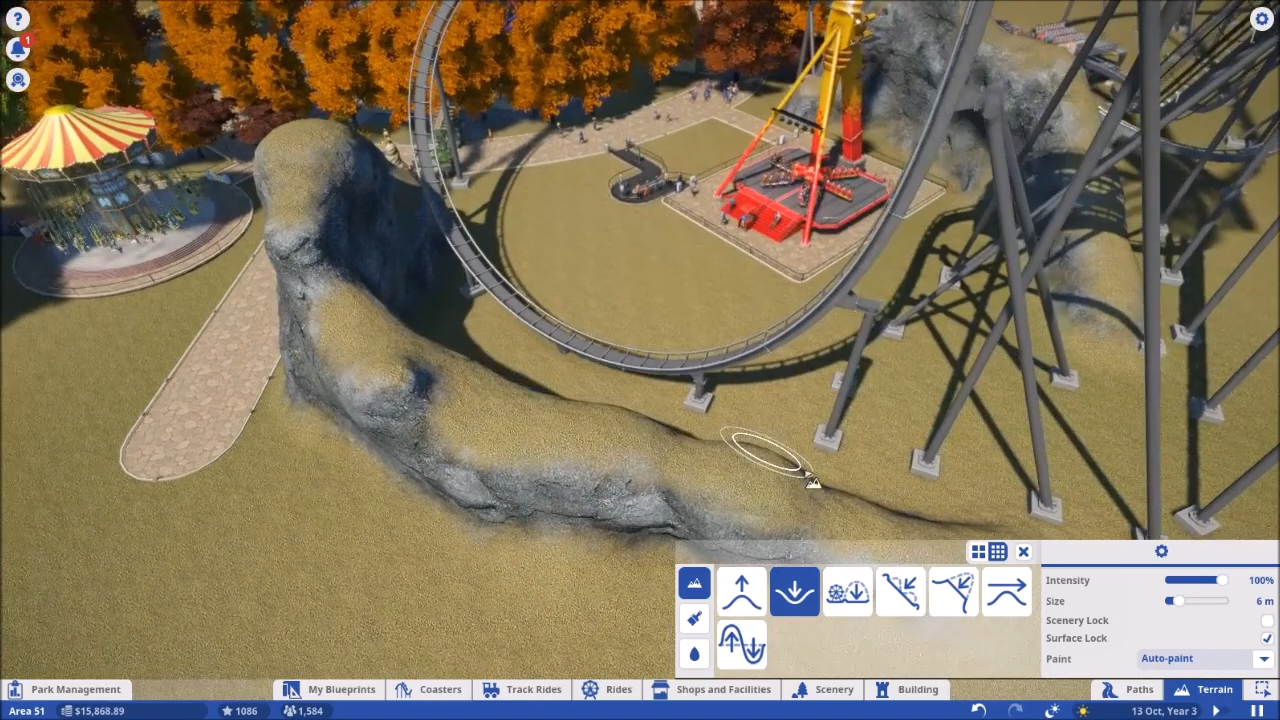 ?
1
Intensity 100%
Size 6 m
Scenery Lock
Surface Lock
Paint Auto-paint
Park Management My Blueprints Coasters Track Rides Rides Shops and Facilities Scenery Building Paths Terrain
Area 51 $15,868.89 1086 1,584 13 Oct, Year 3